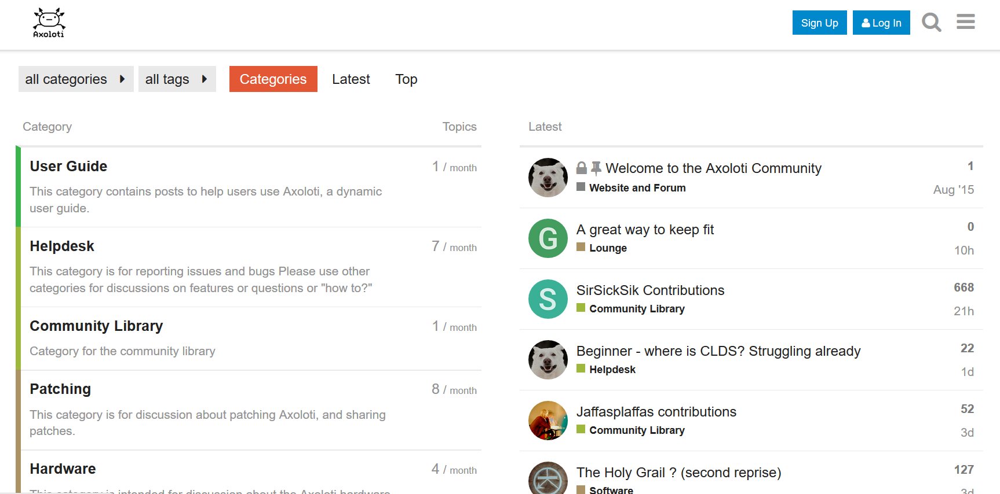 Axoloti
Sign Up
Log In
all categories
all tags
Categories
Latest
Top
Category
Topics
User Guide
1 / month
This category contains posts to help users use Axoloti, a dynamic
user guide.
Helpdesk
7 / month
This category is for reporting issues and bugs Please use other
categories for discussions on features or questions or "how to?"
Community Library
1 / month
Category for the community library
Patching
8 / month
This category is for discussion about patching Axoloti, and sharing
patches.
Hardware
4 / month
This category is intended for discussion about the Axoloti hardware
Latest
Welcome to the Axoloti Community
1
Website and Forum
Aug '15
G
A great way to keep fit
0
Lounge
10h
S
SirSickSik Contributions
668
Community Library
21h
Beginner - where is CLDS? Struggling already
22
Helpdesk
1d
Jaffasplaffas contributions
52
Community Library
3d
The Holy Grail ? (second reprise)
127
Software
3d